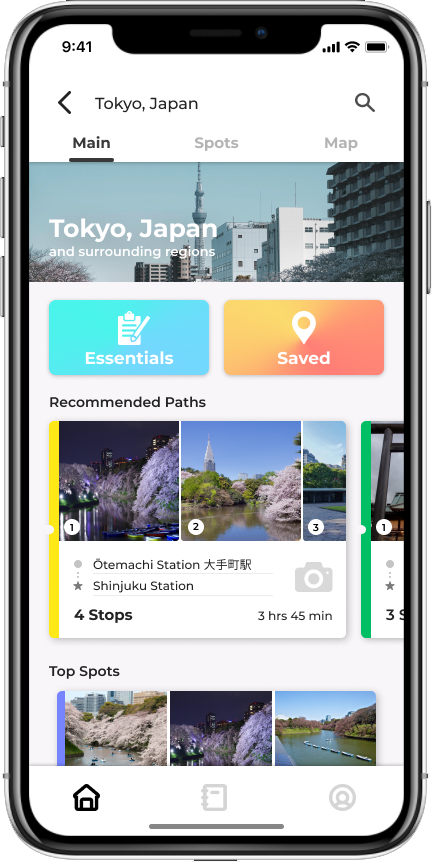 9:41
Tokyo, Japan
Main Spots Map
Tokyo, Japan
and surrounding regions
Essentials Saved
Recommended Paths
1 2 3 1
Ōtemachi Station 大手町駅
Shinjuku Station
4 Stops 3 hrs 45 min 3 S
Top Spots